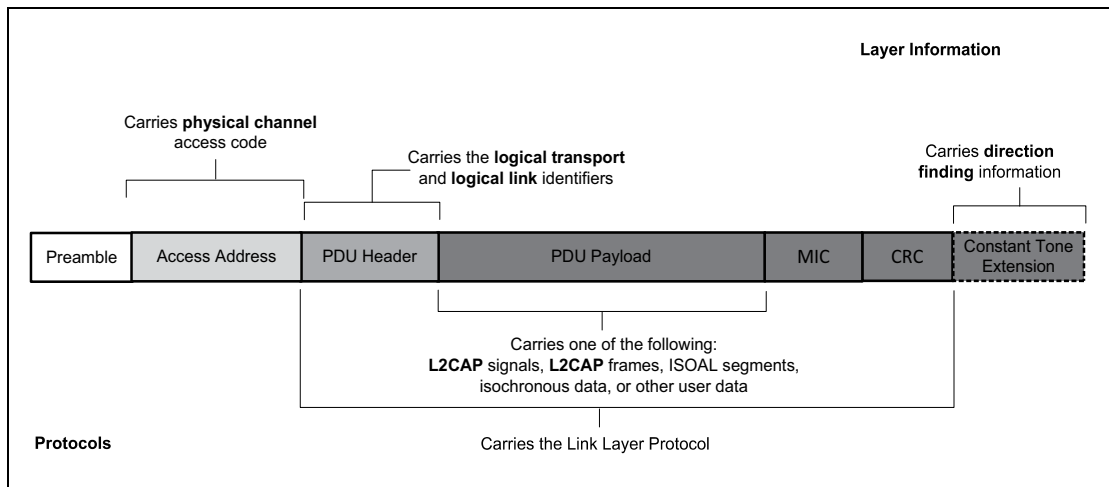 Layer Information
Carries physical channel
access code
Carries the logical transport
and logical link identifiers
Carries direction
finding information
Preamble
Access Address
PDU Header
PDU Payload
MIC
CRC
Constant Tone
Extension
Carries one of the following:
L2CAP signals, L2CAP frames, ISOAL segments,
isochronous data, or other user data
Protocols
Carries the Link Layer Protocol